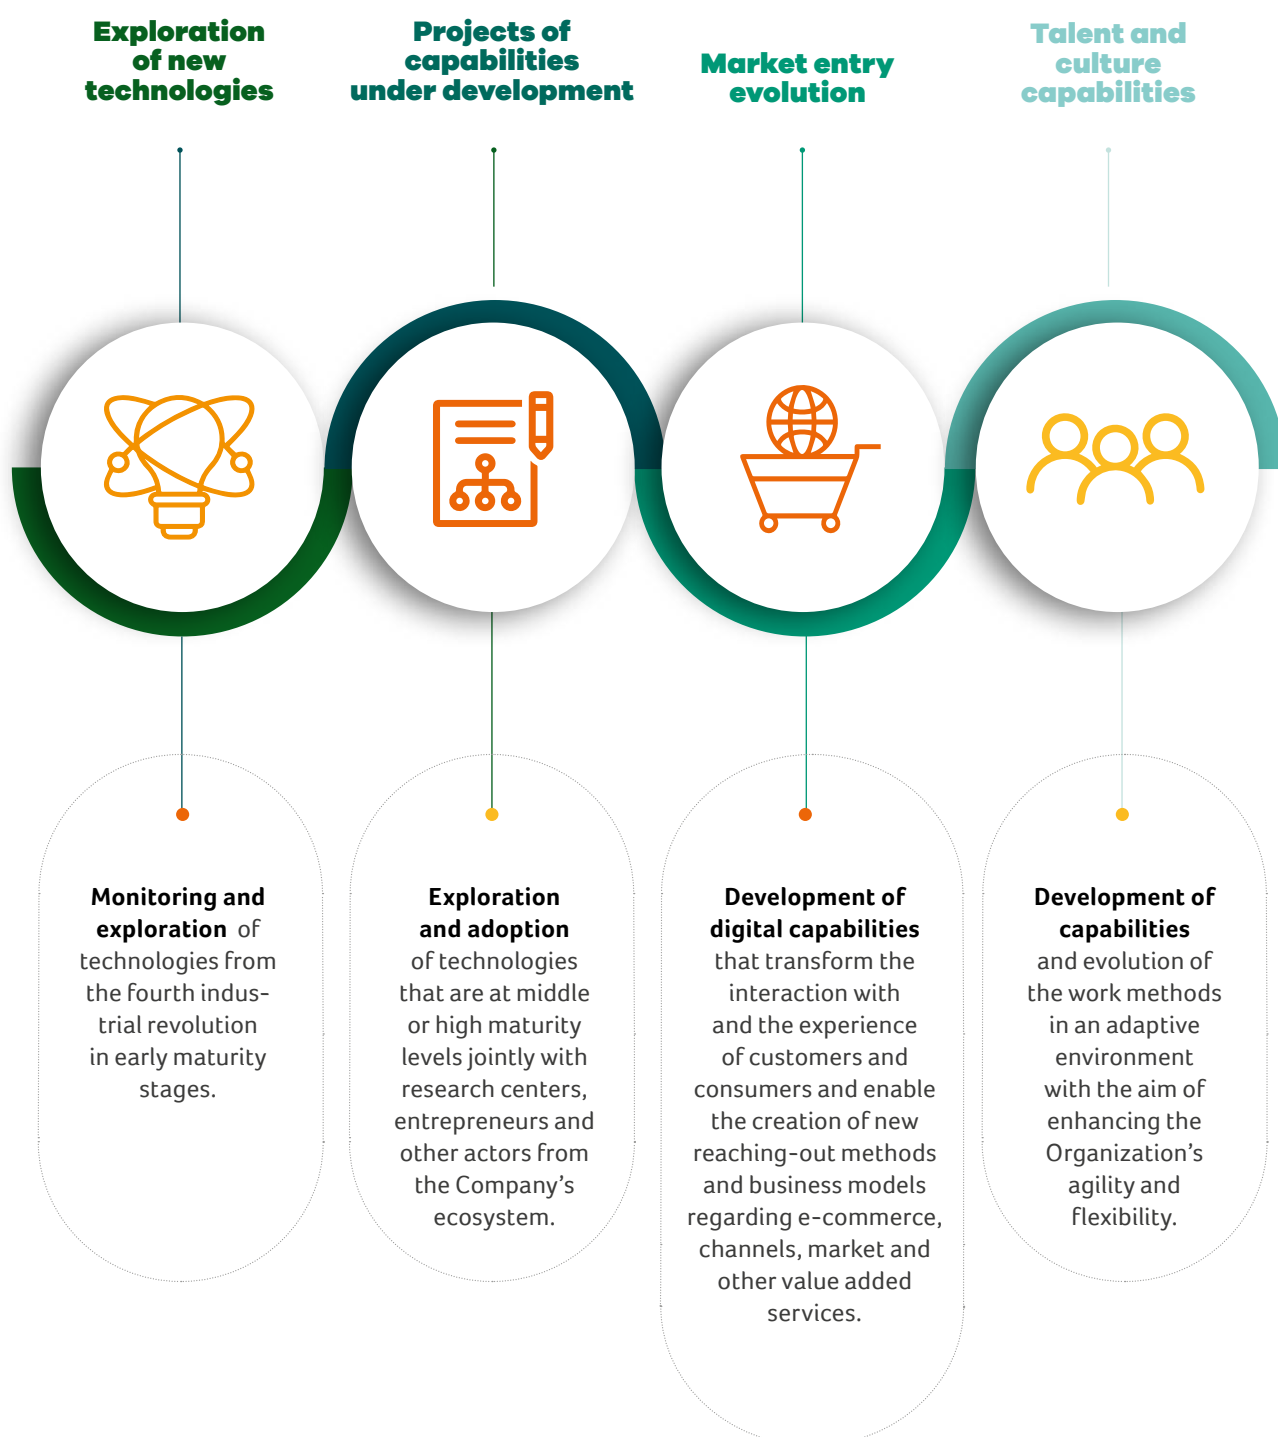 Exploration
of new
technologies
Projects of
capabilities
under development
Market entry
evolution
Talent and
culture
capabilities
Monitoring and
exploration of
technologies from
the fourth indus-
trial revolution
in early maturity
stages.
Exploration
and adoption
of technologies
that are at middle
or high maturity
levels jointly with
research centers,
entrepreneurs and
other actors from
the Company’s
ecosystem.
Development of
digital capabilities
that transform the
interaction with
and the experience
of customers and
consumers and enable
the creation of new
reaching-out methods
and business models
regarding e-commerce,
channels, market and
other value added
services.
Development of
capabilities
and evolution of
the work methods
in an adaptive
environment
with the aim of
enhancing the
Organization’s
agility and
flexibility.